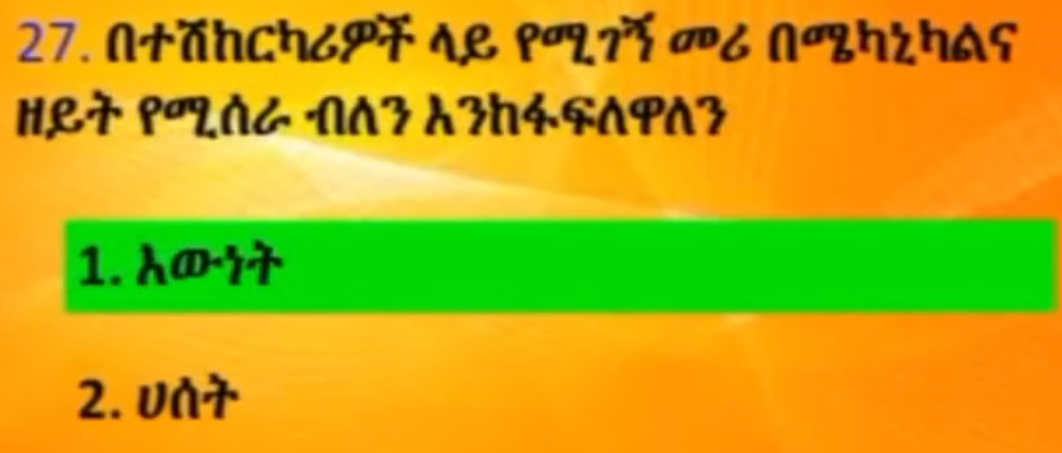 27. በተሽከርካሪዎች ላይ የሚገኝ መሪ በሜካኒካልና
ዘይት የሚሰራ ብለን እንከፋፍለዋለን
1. እውነት
2. ሀሰት